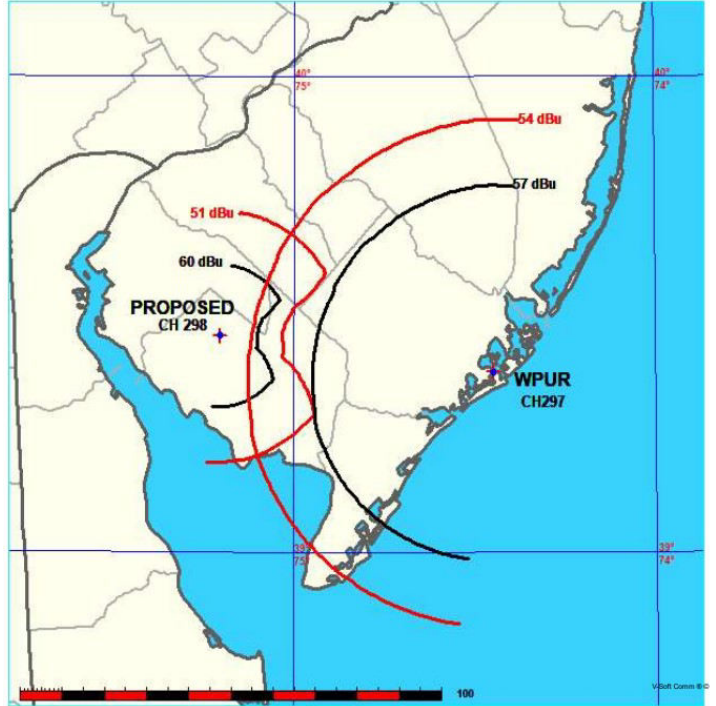 40°
75°
40°
74°
54 dBu
57 dBu
51 dBu
60 dBu
PROPOSED
CH 298
WPUR
CH297
39°
75°
39°
74°
100
V-Soft Comm ® ©